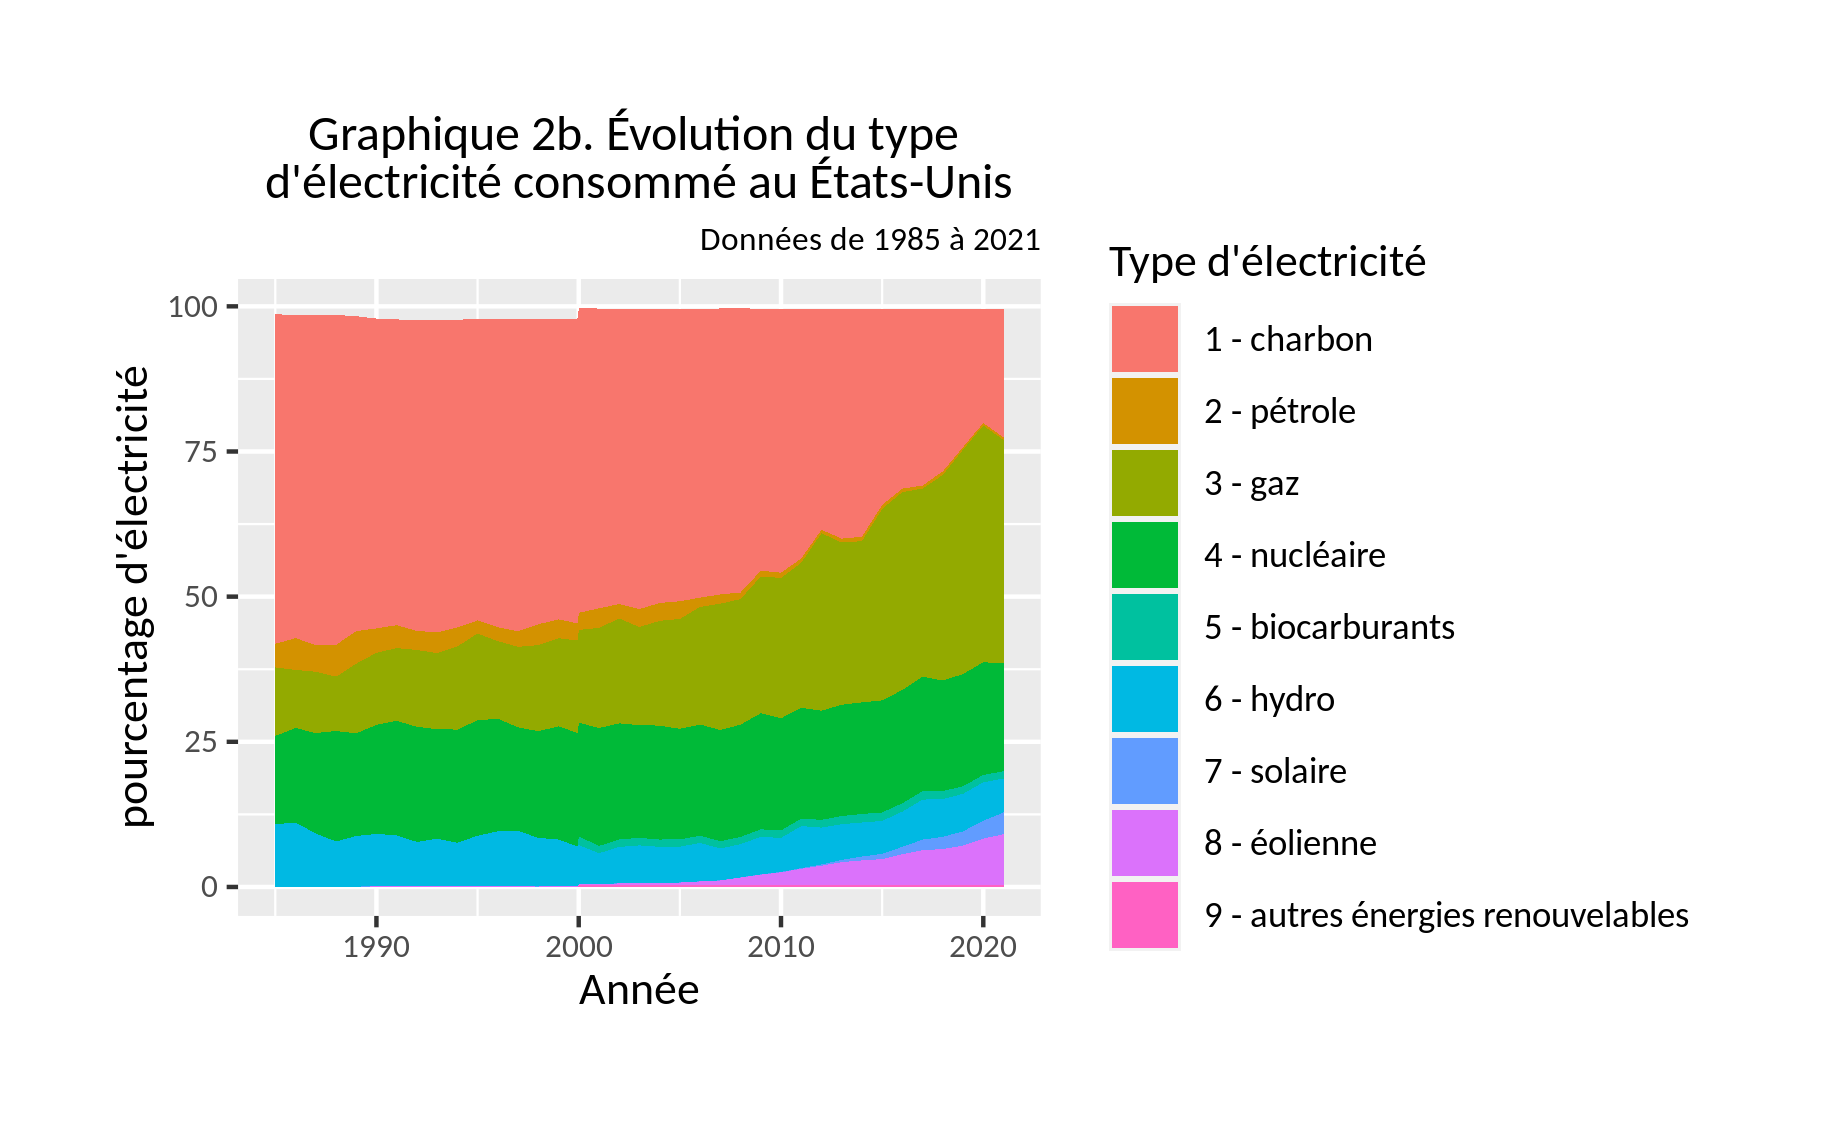 Graphique 2b. Évolution du type
d'électricité consommé au États-Unis
Données de 1985 à 2021
pourcentage d'électricité
100
75
50
25
0
1990
2000
2010
2020
Année
Type d'électricité
1 - charbon
2 - pétrole
3 - gaz
4 - nucléaire
5 - biocarburants
6 - hydro
7 - solaire
8 - éolienne
9 - autres énergies renouvelables